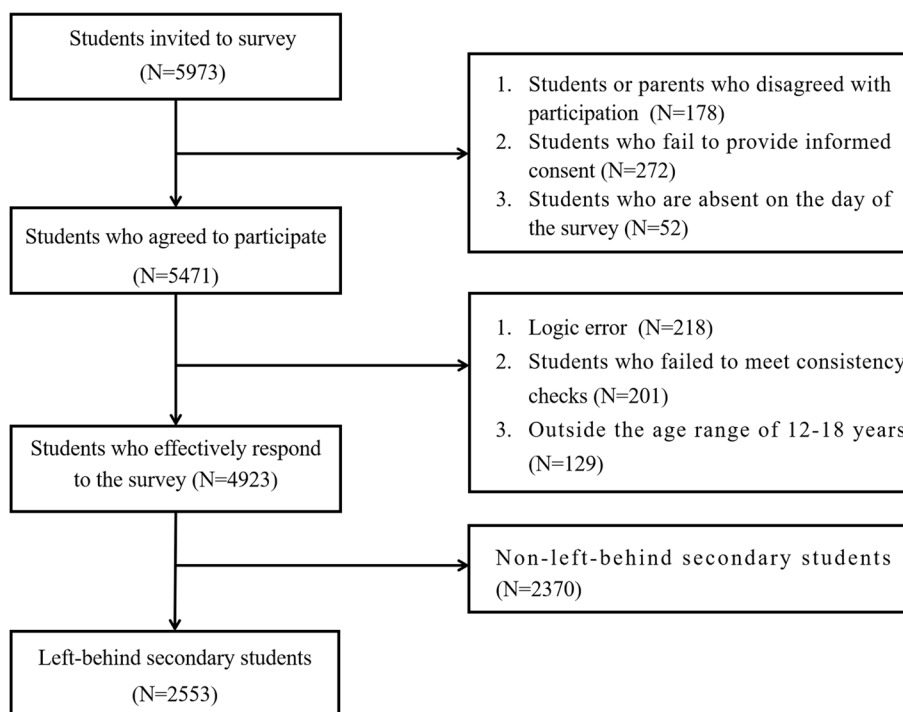 Students invited to survey
(N=5973)
1. Students or parents who disagreed with
participation (N=178)
2. Students who fail to provide informed
consent (N=272)
3. Students who are absent on the day of
the survey (N=52)
Students who agreed to participate
(N=5471)
1. Logic error (N=218)
2. Students who failed to meet consistency
checks (N=201)
3. Outside the age range of 12-18 years
(N=129)
Students who effectively respond
to the survey (N=4923)
Non-left-behind secondary students
(N=2370)
Left-behind secondary students
(N=2553)